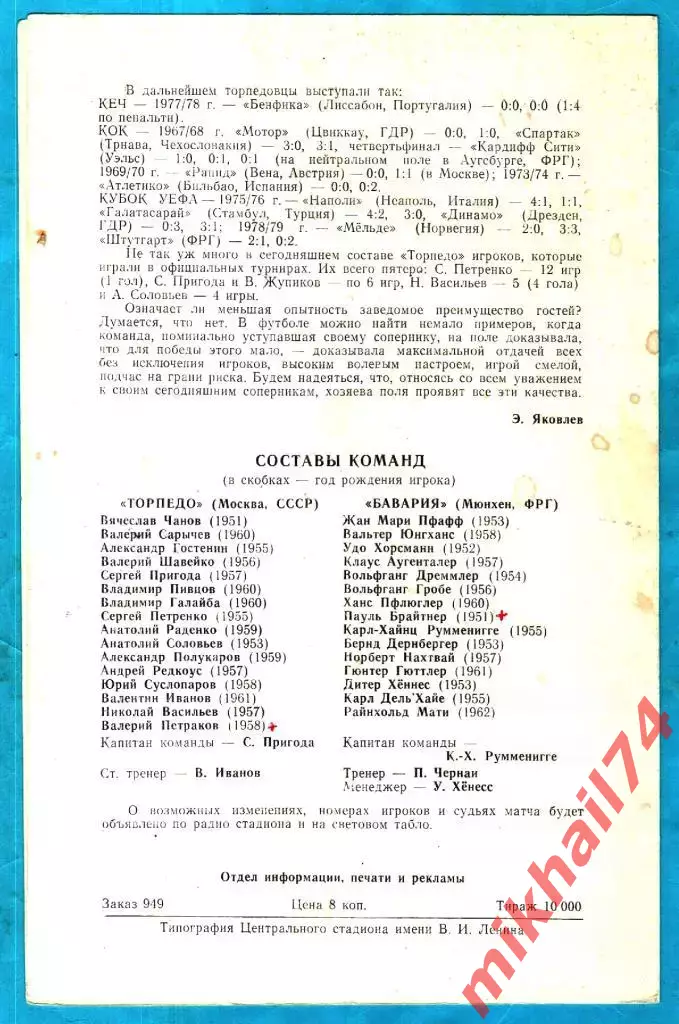 В дальнейшем торпедовцы выступали так:
КЕЧ — 1977/78 г. — «Бенфика» (Лиссабон, Португалия) — 0:0, 0:0 (1:4
по пенальти).
КОК — 1967/68 г. «Мотор» (Цвиккау, ГДР) — 0:0, 1:0, «Спартак»
(Трнава, Чехословакия) — 3:0, 3:1, четвертьфинал — «Кардифф Сити»
(Уэльс) — 1:0, 0:1, 0:1 (на нейтральном поле в Аугсбурге, ФРГ);
1969/70 г. — «Рапид» (Вена, Австрия) — 0:0, 1:1 (в Москве); 1973/74 г. —
«Атлетико» (Бильбао, Испания) — 0:0, 0:2.
КУБОК УЕФА — 1975/76 г. — «Наполи» (Неаполь, Италия) — 4:1, 1:1,
«Галатасарай» (Стамбул, Турция) — 4:2, 3:0, «Динамо» (Дрезден,
ГДР) — 0:3, 3:1; 1978/79 г. — «Мёльде» (Норвегия) — 2:0, 3:3,
«Штутгарт» (ФРГ) — 2:1, 0:2.
Не так уж много в сегодняшнем составе «Торпедо» игроков, которые
играли в официальных турнирах. Их всего пятеро: С. Петренко — 12 игр
(1 гол), С. Пригода и В. Жупиков — по 6 игр, Н. Васильев — 5 (4 гола)
и А. Соловьев — 4 игры.
Означает ли меньшая опытность заведомое преимущество гостей?
Думается, что нет. В футболе можно найти немало примеров, когда
команда, номинально уступавшая своему сопернику, на поле доказывала,
что для победы этого мало, — доказывала максимальной отдачей всех
без исключения игроков, высоким волевым настроем, игрой смелой,
подчас на грани риска. Будем надеяться, что, относясь со всем уважением
к своим сегодняшним соперникам, хозяева поля проявят все эти качества.
Э. Яковлев
СОСТАВЫ КОМАНД
(в скобках — год рождения игрока)
«ТОРПЕДО» (Москва, СССР)
Вячеслав Чанов (1951)
Валерий Сарычев (1960)
Александр Гостенин (1955)
Валерий Шавейко (1956)
Сергей Пригода (1957)
Владимир Пивцов (1960)
Владимир Галайба (1960)
Сергей Петренко (1955)
Анатолий Раденко (1959)
Анатолий Соловьев (1953)
Александр Полукаров (1959)
Андрей Редкоус (1957)
Юрий Суслопаров (1958)
Валентин Иванов (1961)
Николай Васильев (1957)
Валерий Петраков (1958)+
Капитан команды — С. Пригода
Ст. тренер — В. Иванов
«БАВАРИЯ» (Мюнхен, ФРГ)
Жан Мари Пфафф (1953)
Вальтер Юнгханс (1958)
Удо Хорсманн (1952)
Клаус Аугенталер (1957)
Вольфганг Дреммлер (1954)
Вольфганг Гробе (1956)
Ханс Пфлюглер (1960)
Пауль Брайтнер (1951)+
Карл-Хайнц Румменигге (1955)
Бернд Дернбергер (1953)
Норберт Нахтвай (1957)
Гюнтер Гюттлер (1961)
Дитер Хённес (1953)
Карл Дель'Хайе (1955)
Райнхольд Мати (1962)
Капитан команды —
К.-Х. Румменигге
Тренер — П. Чернаи
Менеджер — У. Хёнесс
О возможных изменениях, номерах игроков и судьях матча будет
объявлено по радио стадиона и на световом табло.
Отдел информации, печати и рекламы
Заказ 949 Цена 8 коп. Тираж 10 000
Типография Центрального стадиона имени В. И. Ленина
mikhail74